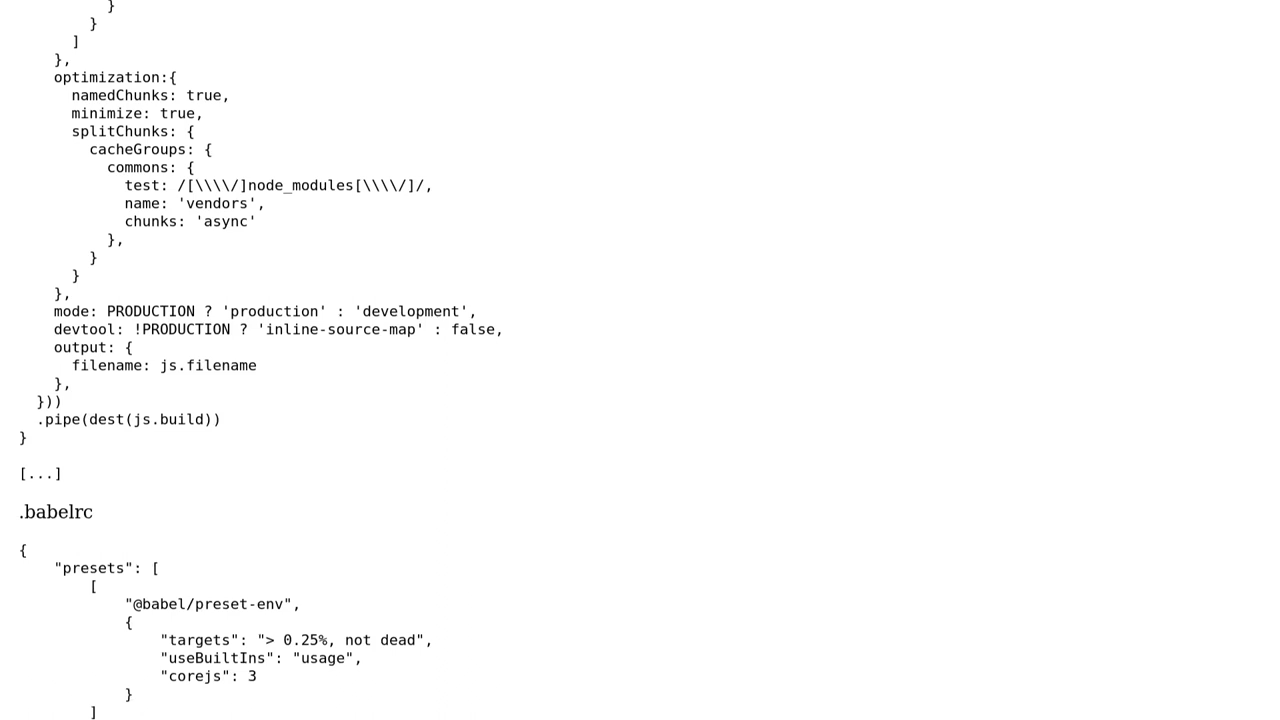 }
        }
      ]
    },
    optimization:{
      namedChunks: true,
      minimize: true,
      splitChunks: {
        cacheGroups: {
          commons: {
            test: /[\\\\/]node_modules[\\\\/]/,
            name: 'vendors',
            chunks: 'async'
          },
        }
      }
    },
    mode: PRODUCTION ? 'production' : 'development',
    devtool: !PRODUCTION ? 'inline-source-map' : false,
    output: {
      filename: js.filename
    },
  }))
  .pipe(dest(js.build))
}

[...]

.babelrc

{
    "presets": [
        [
            "@babel/preset-env",
            {
                "targets": "> 0.25%, not dead",
                "useBuiltIns": "usage",
                "corejs": 3
            }
        ]